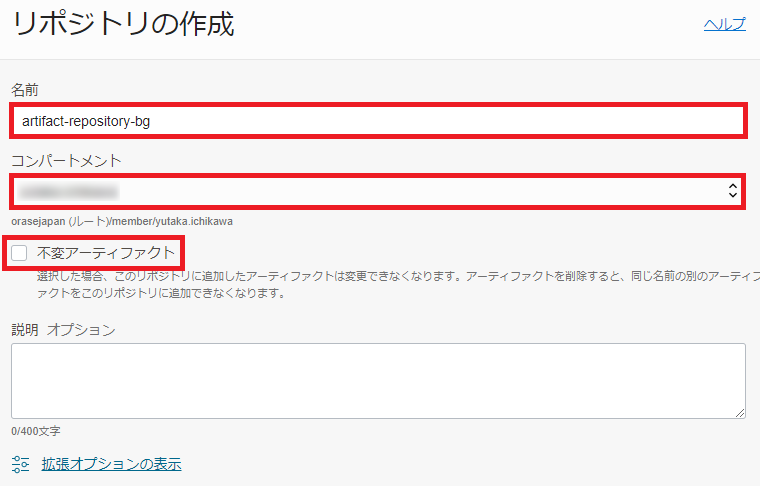 リポジトリの作成
ヘルプ
名前
artifact-repository-bg
コンパートメント
orasejapan (ルート)/member/yutaka.ichikawa
不変アーティファクト
選択した場合、このリポジトリに追加したアーティファクトは変更できなくなります。アーティファクトを削除すると、同じ名前の別のアーティフ
ァクトをこのリポジトリに追加できなくなります。
説明 オプション
0/400文字
拡張オプションの表示